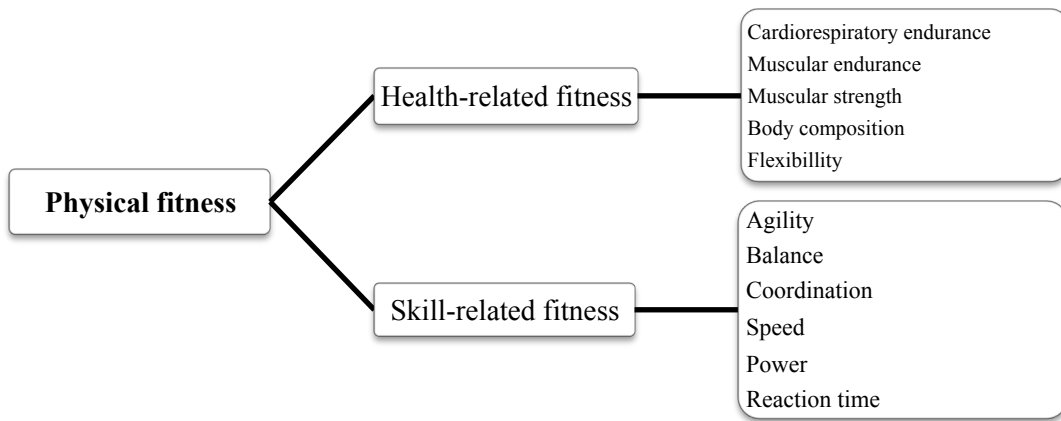 Physical fitness
Health-related fitness
Cardiorespiratory endurance
Muscular endurance
Muscular strength
Body composition
Flexibillity
Skill-related fitness
Agility
Balance
Coordination
Speed
Power
Reaction time